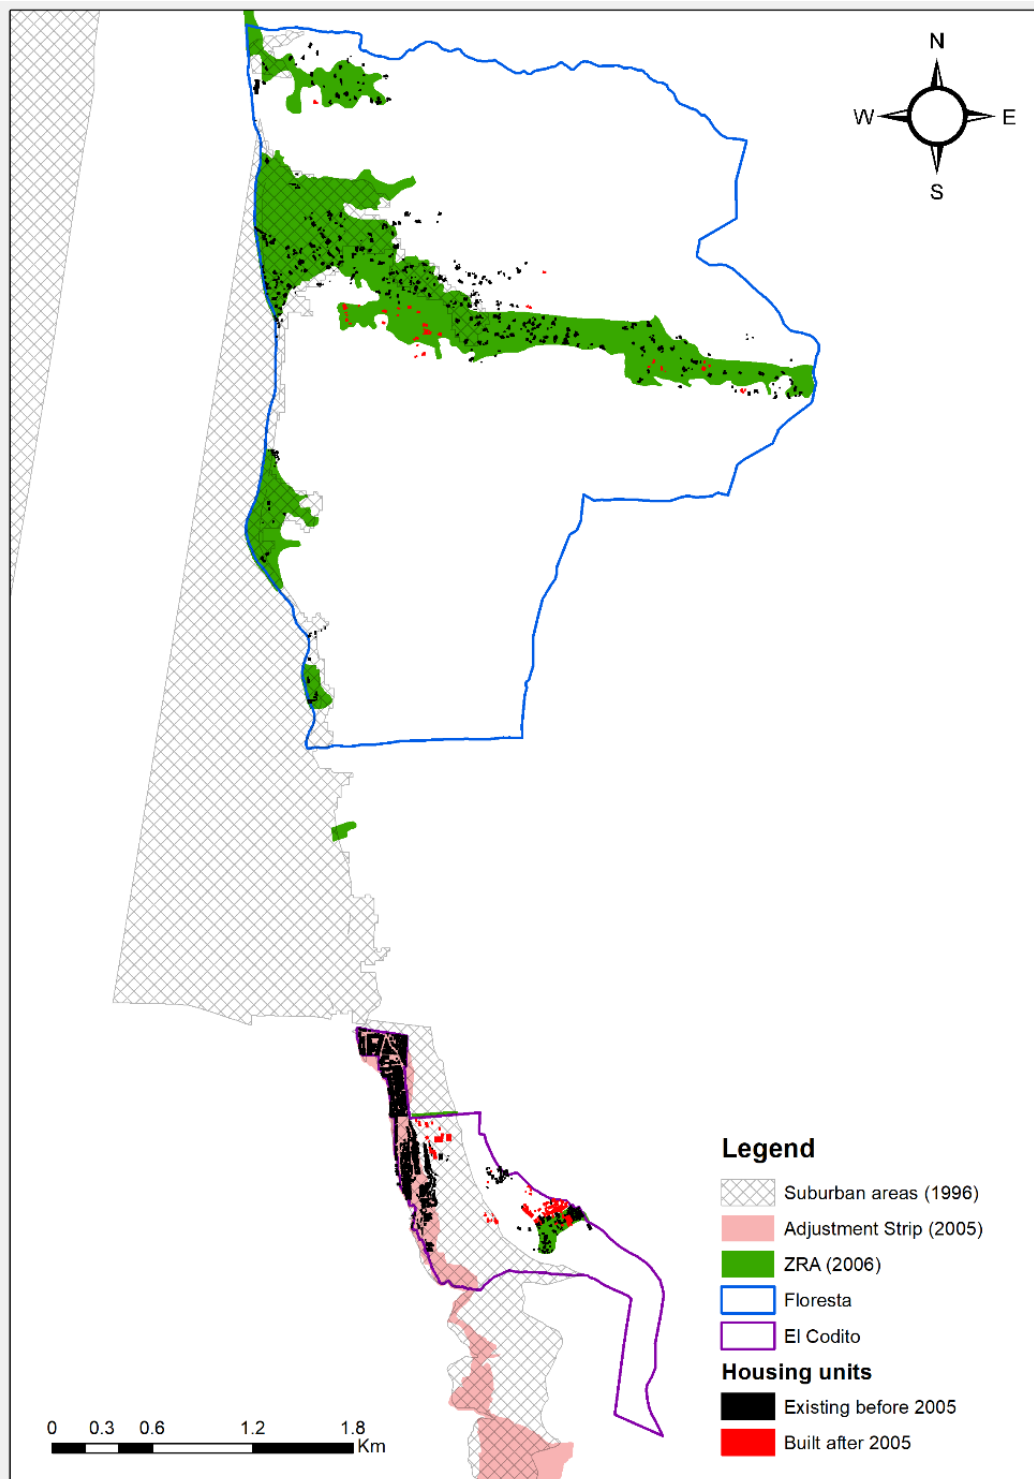 N
W E
S
Legend
Suburban areas (1996)
Adjustment Strip (2005)
ZRA (2006)
Floresta
El Codito
Housing units
Existing before 2005
Built after 2005
0 0.3 0.6 1.2 1.8
Km